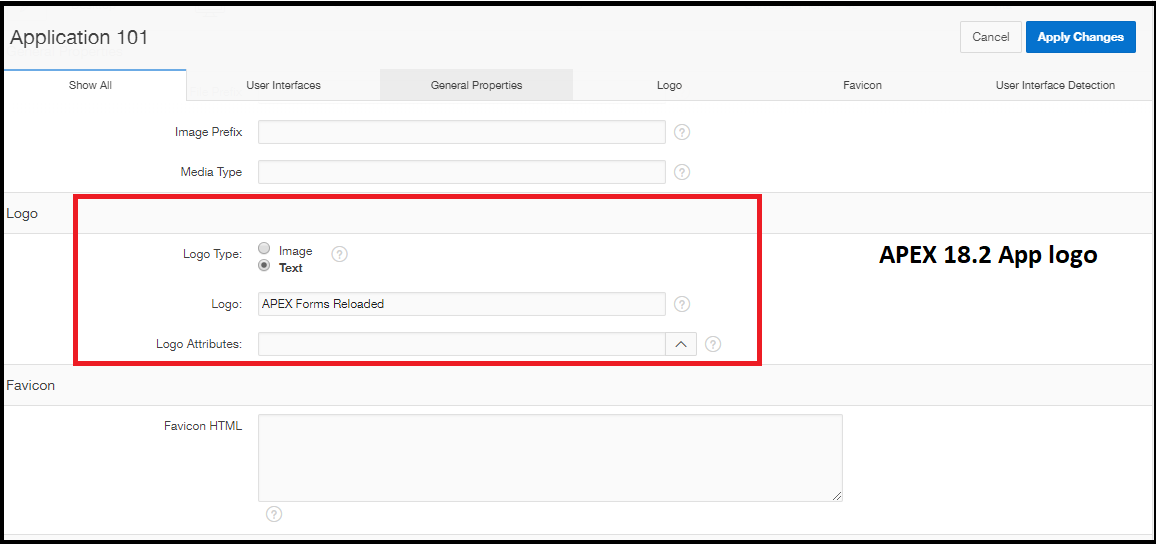 Application 101
Cancel
Apply Changes
Show All
User Interfaces
General Properties
Logo
Favicon
User Interface Detection
Image Prefix
?
Media Type
?
Logo
Logo Type:
Image
?
Text
APEX 18.2 App logo
Logo:
APEX Forms Reloaded
?
Logo Attributes:
?
Favicon
Favicon HTML
?